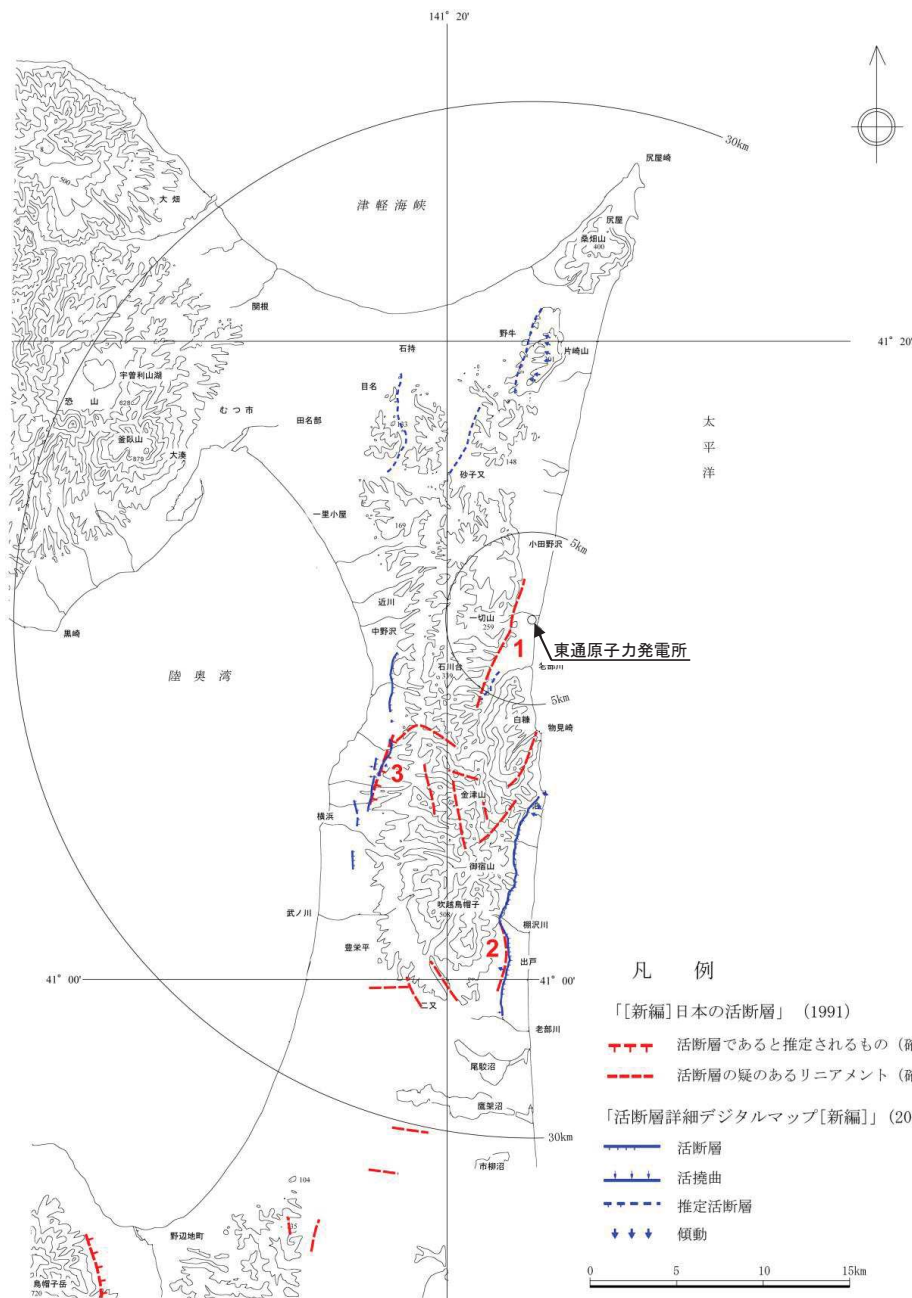 141° 20′
30km
尻屋崎
大畑
500
津軽海峡
尻屋
桑畑山
400
関根
野牛
石持
片崎山
41° 20′
目名
宇曽利山湖
恐山
むつ市
田名部
太平洋
釜臥山
879
大湊
砂子又
148
一里小屋
169
小田野沢
5km
近川
一切山
259
黒崎
中野沢
1
東通原子力発電所
陸奥湾
石川台
老部川
5km
白糠
物見崎
3
金津山
横浜
御宿山
吹越烏帽子
508
武ノ川
棚沢川
豊栄平
2
出戸
41° 00′
41° 00′
二又
老部川
尾駮沼
鷹架沼
30km
市柳沼
104
野辺地町
烏帽子岳
720
凡 例
「[新編]日本の活断層」 (1991)
活断層であると推定されるもの (確
活断層の疑のあるリニアメント (確
「活断層詳細デジタルマップ[新編]」 (20
活断層
活撓曲
推定活断層
傾動
0 5 10 15km